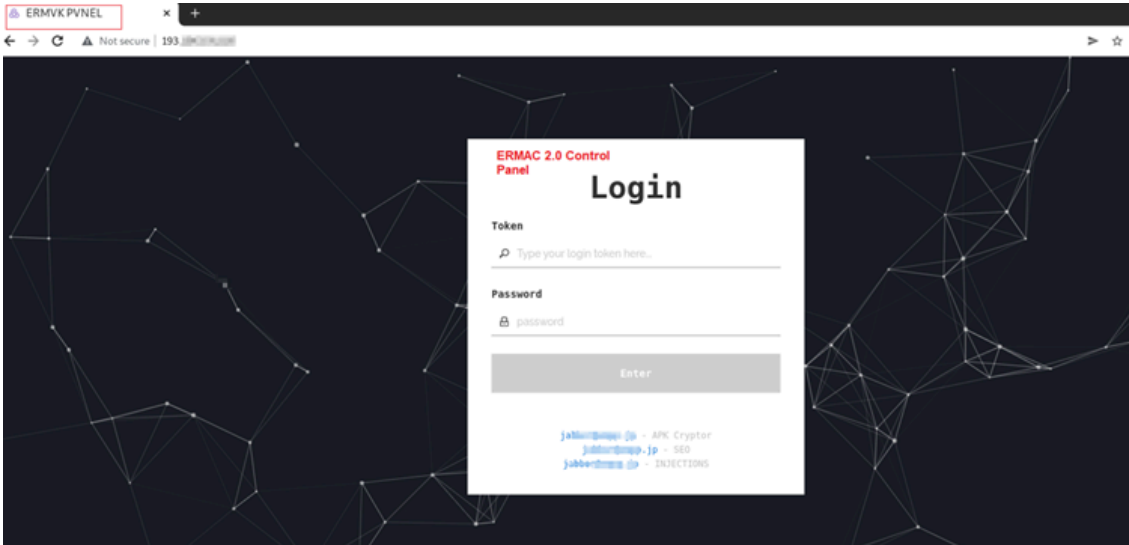 ERMVK PVNEL
Not secure
193.
ERMAC 2.0 Control
Panel
Login
Token
Type your login token here...
Password
password
Enter
- APK Cryptor
.jp - SEO
- INJECTIONS